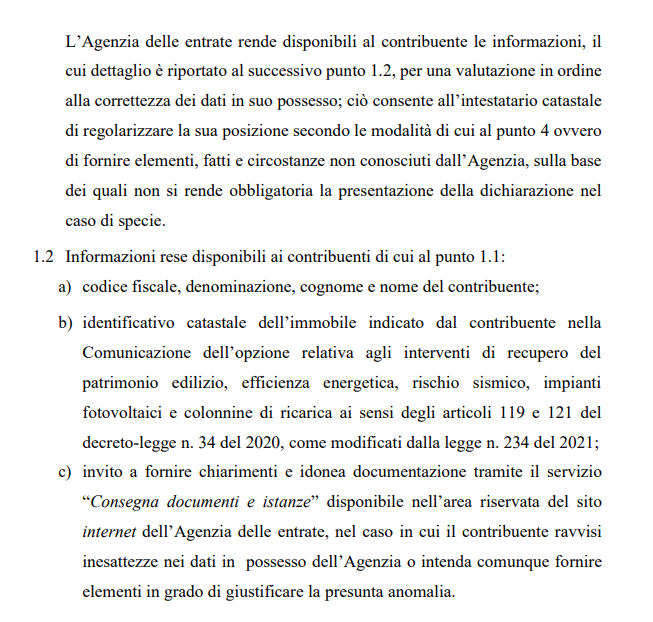 L’Agenzia delle entrate rende disponibili al contribuente le informazioni, il
cui dettaglio è riportato al successivo punto 1.2, per una valutazione in ordine
alla correttezza dei dati in suo possesso; ciò consente all’intestatario catastale
di regolarizzare la sua posizione secondo le modalità di cui al punto 4 ovvero
di fornire elementi, fatti e circostanze non conosciuti dall’Agenzia, sulla base
dei quali non si rende obbligatoria la presentazione della dichiarazione nel
caso di specie.
1.2 Informazioni rese disponibili ai contribuenti di cui al punto 1.1:
a) codice fiscale, denominazione, cognome e nome del contribuente;
b) identificativo catastale dell’immobile indicato dal contribuente nella
Comunicazione dell’opzione relativa agli interventi di recupero del
patrimonio edilizio, efficienza energetica, rischio sismico, impianti
fotovoltaici e colonnine di ricarica ai sensi degli articoli 119 e 121 del
decreto-legge n. 34 del 2020, come modificati dalla legge n. 234 del 2021;
c) invito a fornire chiarimenti e idonea documentazione tramite il servizio
“Consegna documenti e istanze” disponibile nell’area riservata del sito
internet dell’Agenzia delle entrate, nel caso in cui il contribuente ravvisi
inesattezze nei dati in possesso dell’Agenzia o intenda comunque fornire
elementi in grado di giustificare la presunta anomalia.